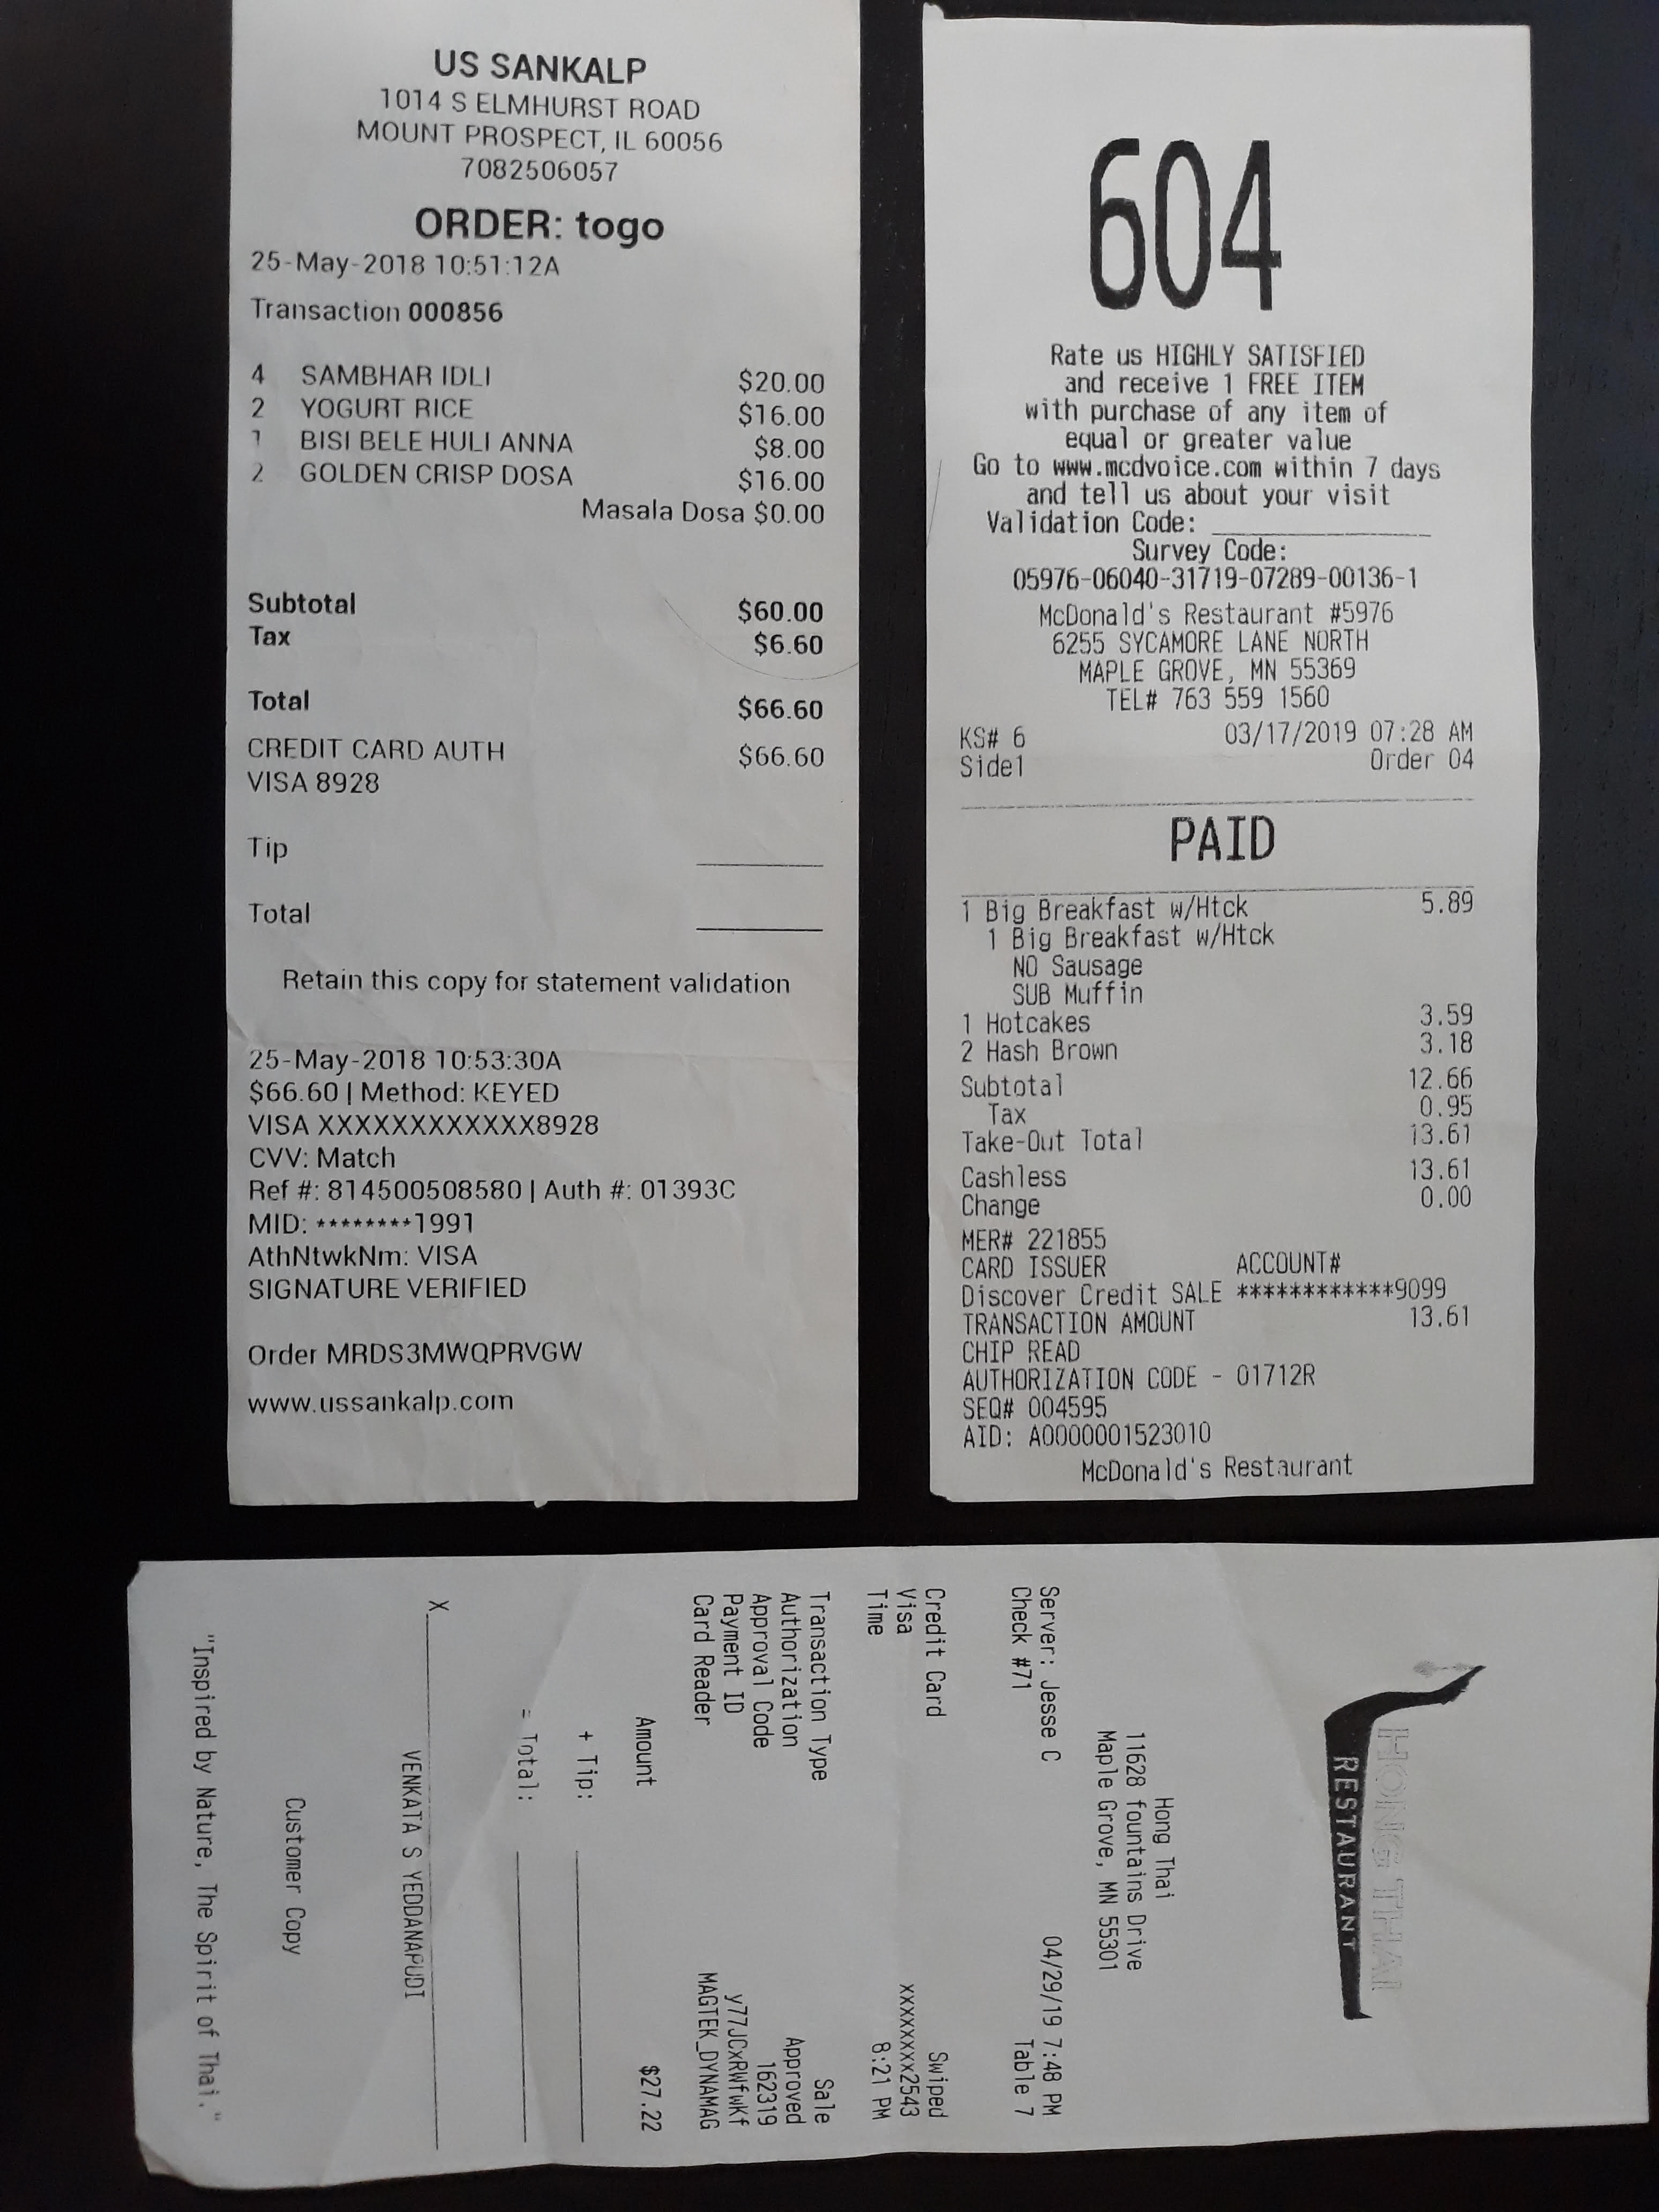 US SANKALP
1014 S ELMHURST ROAD
MOUNT PROSPECT, IL 60056
7082506057
ORDER: togo
25-May-2018 10:51:12A
Transaction 000856
4 SAMBHAR IDLI $20.00
2 YOGURT RICE $16.00
1 BISI BELE HULI ANNA $8.00
2 GOLDEN CRISP DOSA $16.00
Masala Dosa $0.00
Subtotal $60.00
Tax $6.60
Total $66.60
CREDIT CARD AUTH $66.60
VISA 8928
Tip
Total
Retain this copy for statement validation
25-May-2018 10:53:30A
$66.60 | Method: KEYED
VISA XXXXXXXXXXXX8928
CVV: Match
Ref #: 814500508580 | Auth #: 01393C
MID: ********1991
AthNtwkNm: VISA
SIGNATURE VERIFIED
Order MRDS3MWQPRVGW
www.ussankalp.com
604
Rate us HIGHLY SATISFIED
and receive 1 FREE ITEM
with purchase of any item of
equal or greater value
Go to www.mcdvoice.com within 7 days
and tell us about your visit
Validation Code:
Survey Code:
05976-06040-31719-07289-00136-1
McDonald's Restaurant #5976
6255 SYCAMORE LANE NORTH
MAPLE GROVE, MN 55369
TEL# 763 559 1560
KS# 6 03/17/2019 07:28 AM
Side1 Order 04
PAID
1 Big Breakfast w/Htck 5.89
1 Big Breakfast w/Htck
NO Sausage
SUB Muffin
1 Hotcakes 3.59
2 Hash Brown 3.18
Subtotal 12.66
Tax 0.95
Take-Out Total 13.61
Cashless 13.61
Change 0.00
MER# 221855
CARD ISSUER ACCOUNT#
Discover Credit SALE ************9099
TRANSACTION AMOUNT 13.61
CHIP READ
AUTHORIZATION CODE - 01712R
SEQ# 004595
AID: A0000001523010
McDonald's Restaurant
HONG THAI
RESTAURANT
Hong Thai
11628 fountains Drive
Maple Grove, MN 55301
Server: Jesse C 04/29/19 7:48 PM
Check #71 Table 7
Credit Card Swiped
Visa xxxxxxxx2543
Time 8:21 PM
Transaction Type Sale
Authorization Approved
Approval Code 162319
Payment ID y77JCxRWfwKf
Card Reader MAGTEK_DYNAMAG
Amount $27.22
+ Tip:
= Total:
X
VENKATA S YEDDANAPUDI
Customer Copy
"Inspired by Nature, The Spirit of Thai."